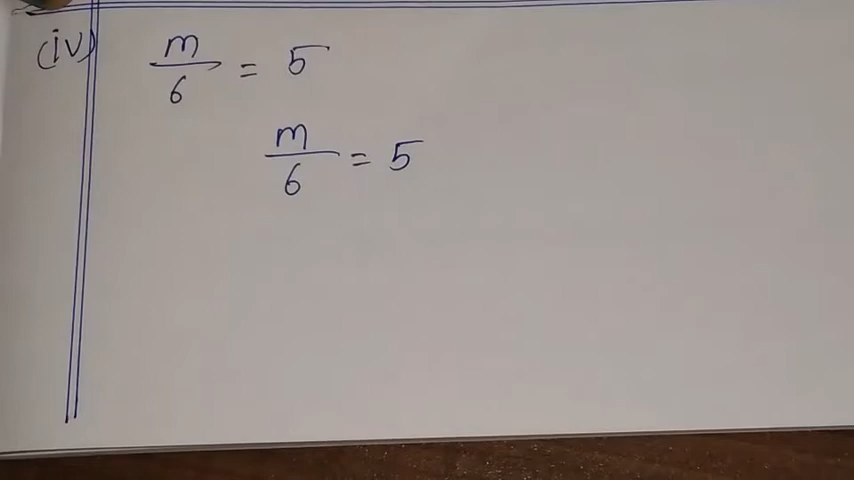 (iv) m/6 = 5
m/6 = 5